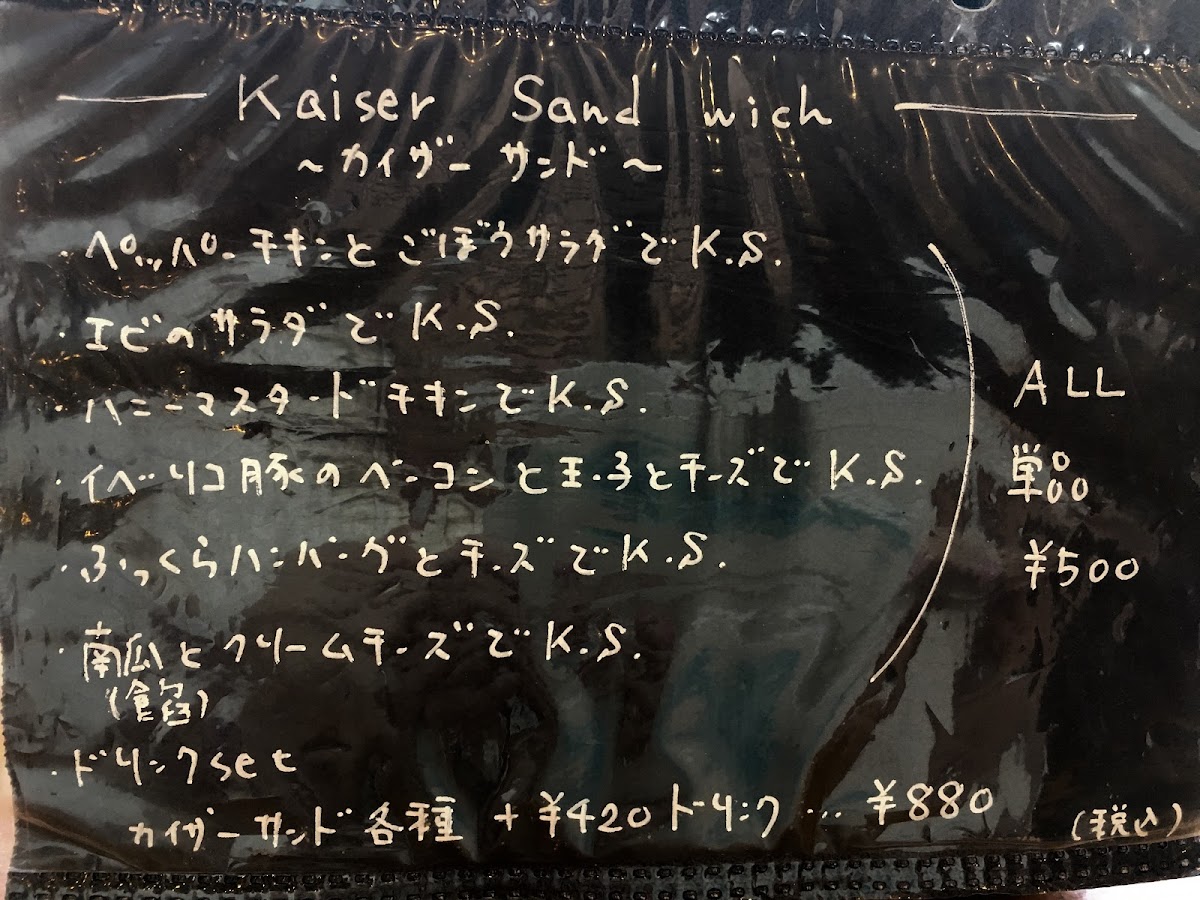 Kaiser Sand wich
~カイザーサンド~
・ペッパーチキンとごぼうサラダでK.S.
・エビのサラダでK.S.
・ハニーマスタードチキンでK.S.
・イベリコ豚のベーコンと玉子とチーズでK.S.
・ふっくらハンバーグとチーズでK.S.
・南瓜とクリームチーズでK.S.
(餡)
ALL
単品
¥500
・ドリンクset
カイザーサンド各種 + ¥420ドリンク … ¥880
(税込)